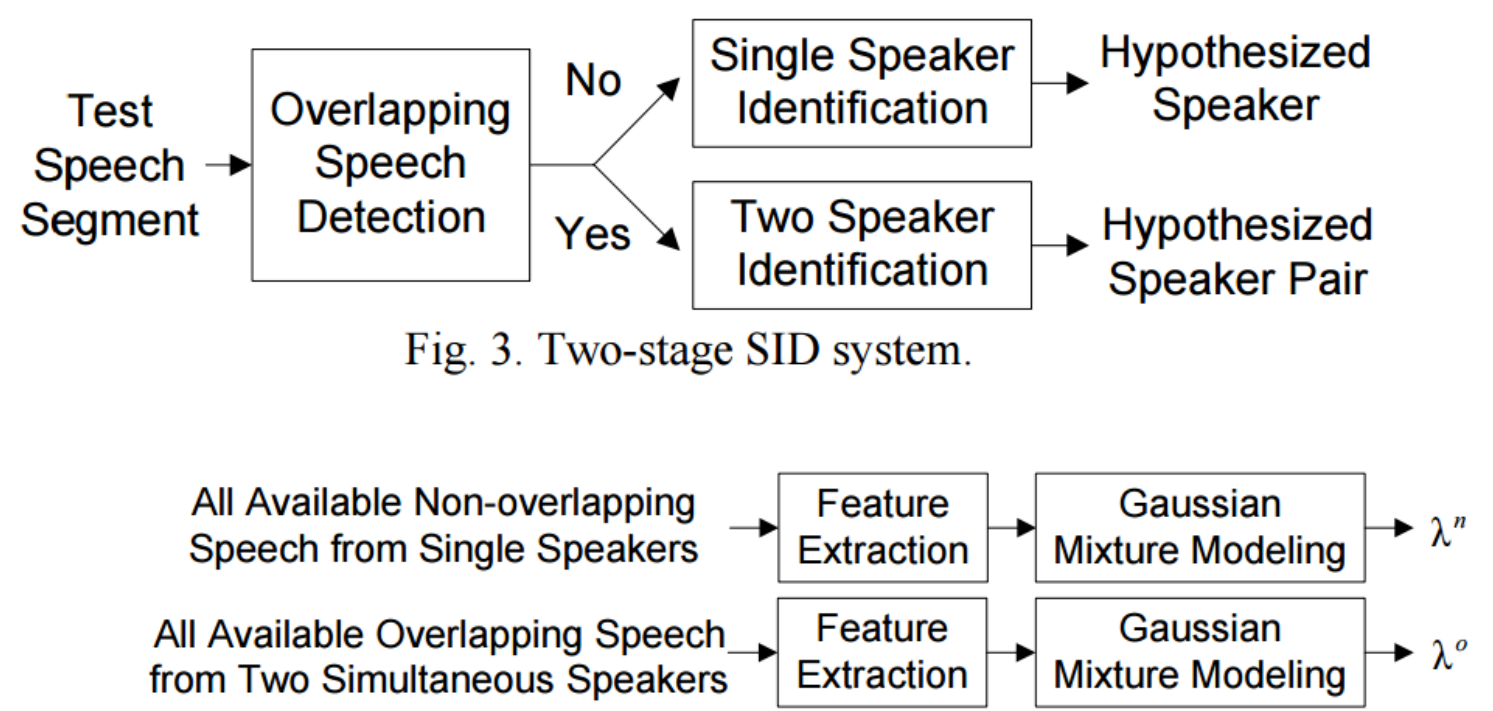 Test
Speech
Segment
Overlapping
Speech
Detection
No
Yes
Single Speaker
Identification
Hypothesized
Speaker
Two Speaker
Identification
Hypothesized
Speaker Pair
Fig. 3. Two-stage SID system.
All Available Non-overlapping
Speech from Single Speakers
Feature
Extraction
Gaussian
Mixture Modeling
λⁿ
All Available Overlapping Speech
from Two Simultaneous Speakers
Feature
Extraction
Gaussian
Mixture Modeling
λᵒ